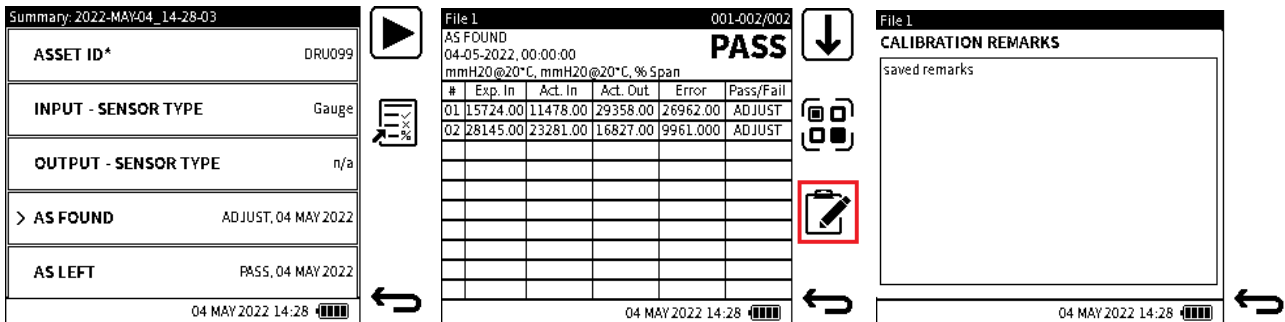 Summary: 2022-MAY-04_14-28-03
ASSET ID* DRU099
INPUT - SENSOR TYPE Gauge
OUTPUT - SENSOR TYPE n/a
> AS FOUND ADJUST, 04 MAY 2022
AS LEFT PASS, 04 MAY 2022
04 MAY 2022 14:28
File 1 001-002/002
AS FOUND PASS
04-05-2022, 00:00:00
mmH20@20°C, mmH20@20°C, % Span
# Exp. In Act. In Act. Out Error Pass/Fail
01 15724.00 11478.00 29358.00 26962.00 ADJUST
02 28145.00 23281.00 16827.00 9961.000 ADJUST
04 MAY 2022 14:28
File 1
CALIBRATION REMARKS
saved remarks
04 MAY 2022 14:28